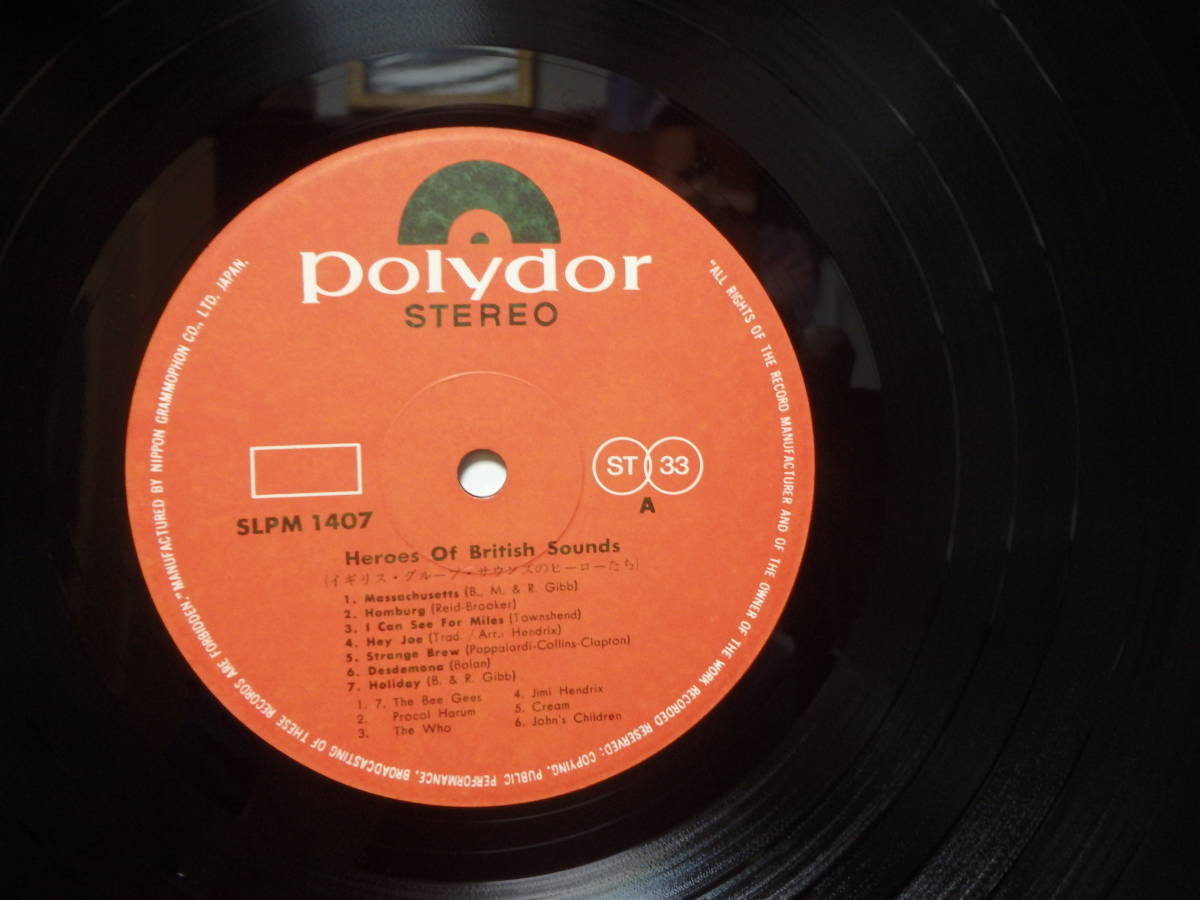 polydor
STEREO
ST 33
A
SLPM 1407
Heroes Of British Sounds
(イギリス・グループ・サウンズのヒーローたち)
1. Massachusetts (B., M. & R. Gibb)
2. Homburg (Reid-Brooker)
3. I Can See For Miles (Townshend)
4. Hey Joe (Trad. / Arr.: Hendrix)
5. Strange Brew (Pappalardi-Collins-Clapton)
6. Desdemona (Bolan)
7. Holiday (B. & R. Gibb)
1. 7. The Bee Gees
2. Procol Harum
3. The Who
4. Jimi Hendrix
5. Cream
6. John's Children
"ALL RIGHTS OF THE RECORD MANUFACTURER AND OF THE OWNER OF THE WORK RECORDED RESERVED: COPYING, PUBLIC PERFORMANCE, BROADCASTING OF THESE RECORDS ARE FORBIDDEN." MANUFACTURED BY NIPPON GRAMMOPHON CO., LTD. JAPAN.